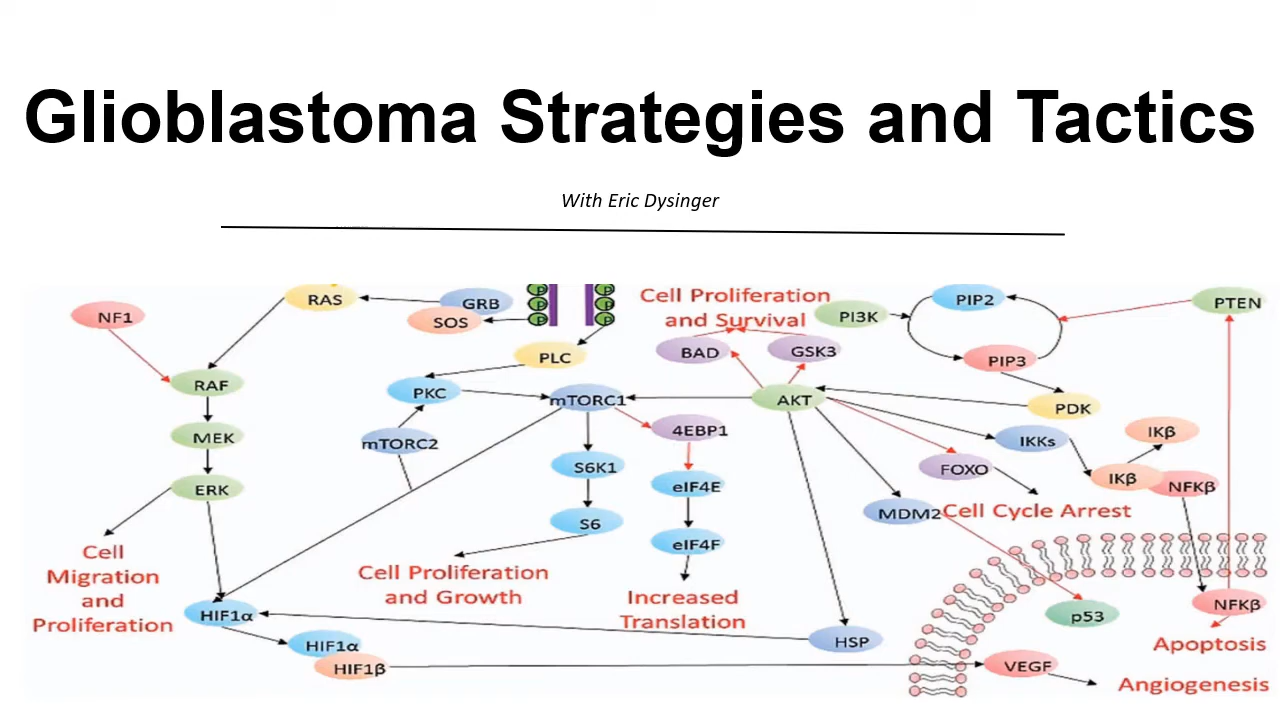 Glioblastoma Strategies and Tactics
With Eric Dysinger
NF1
RAS
GRB
SOS
P P
P P
P P
Cell Proliferation
and Survival
PI3K
PIP2
PTEN
PLC
BAD
GSK3
PIP3
RAF
PKC
mTORC1
AKT
PDK
MEK
mTORC2
4EBP1
IKKs
IKβ
S6K1
FOXO
IKβ
NFKβ
ERK
eIF4E
MDM2
Cell Cycle Arrest
S6
eIF4F
Cell
Migration
and
Proliferation
Cell Proliferation
and Growth
Increased
Translation
HIF1α
HSP
p53
NFKβ
HIF1α
HIF1β
VEGF
Apoptosis
Angiogenesis